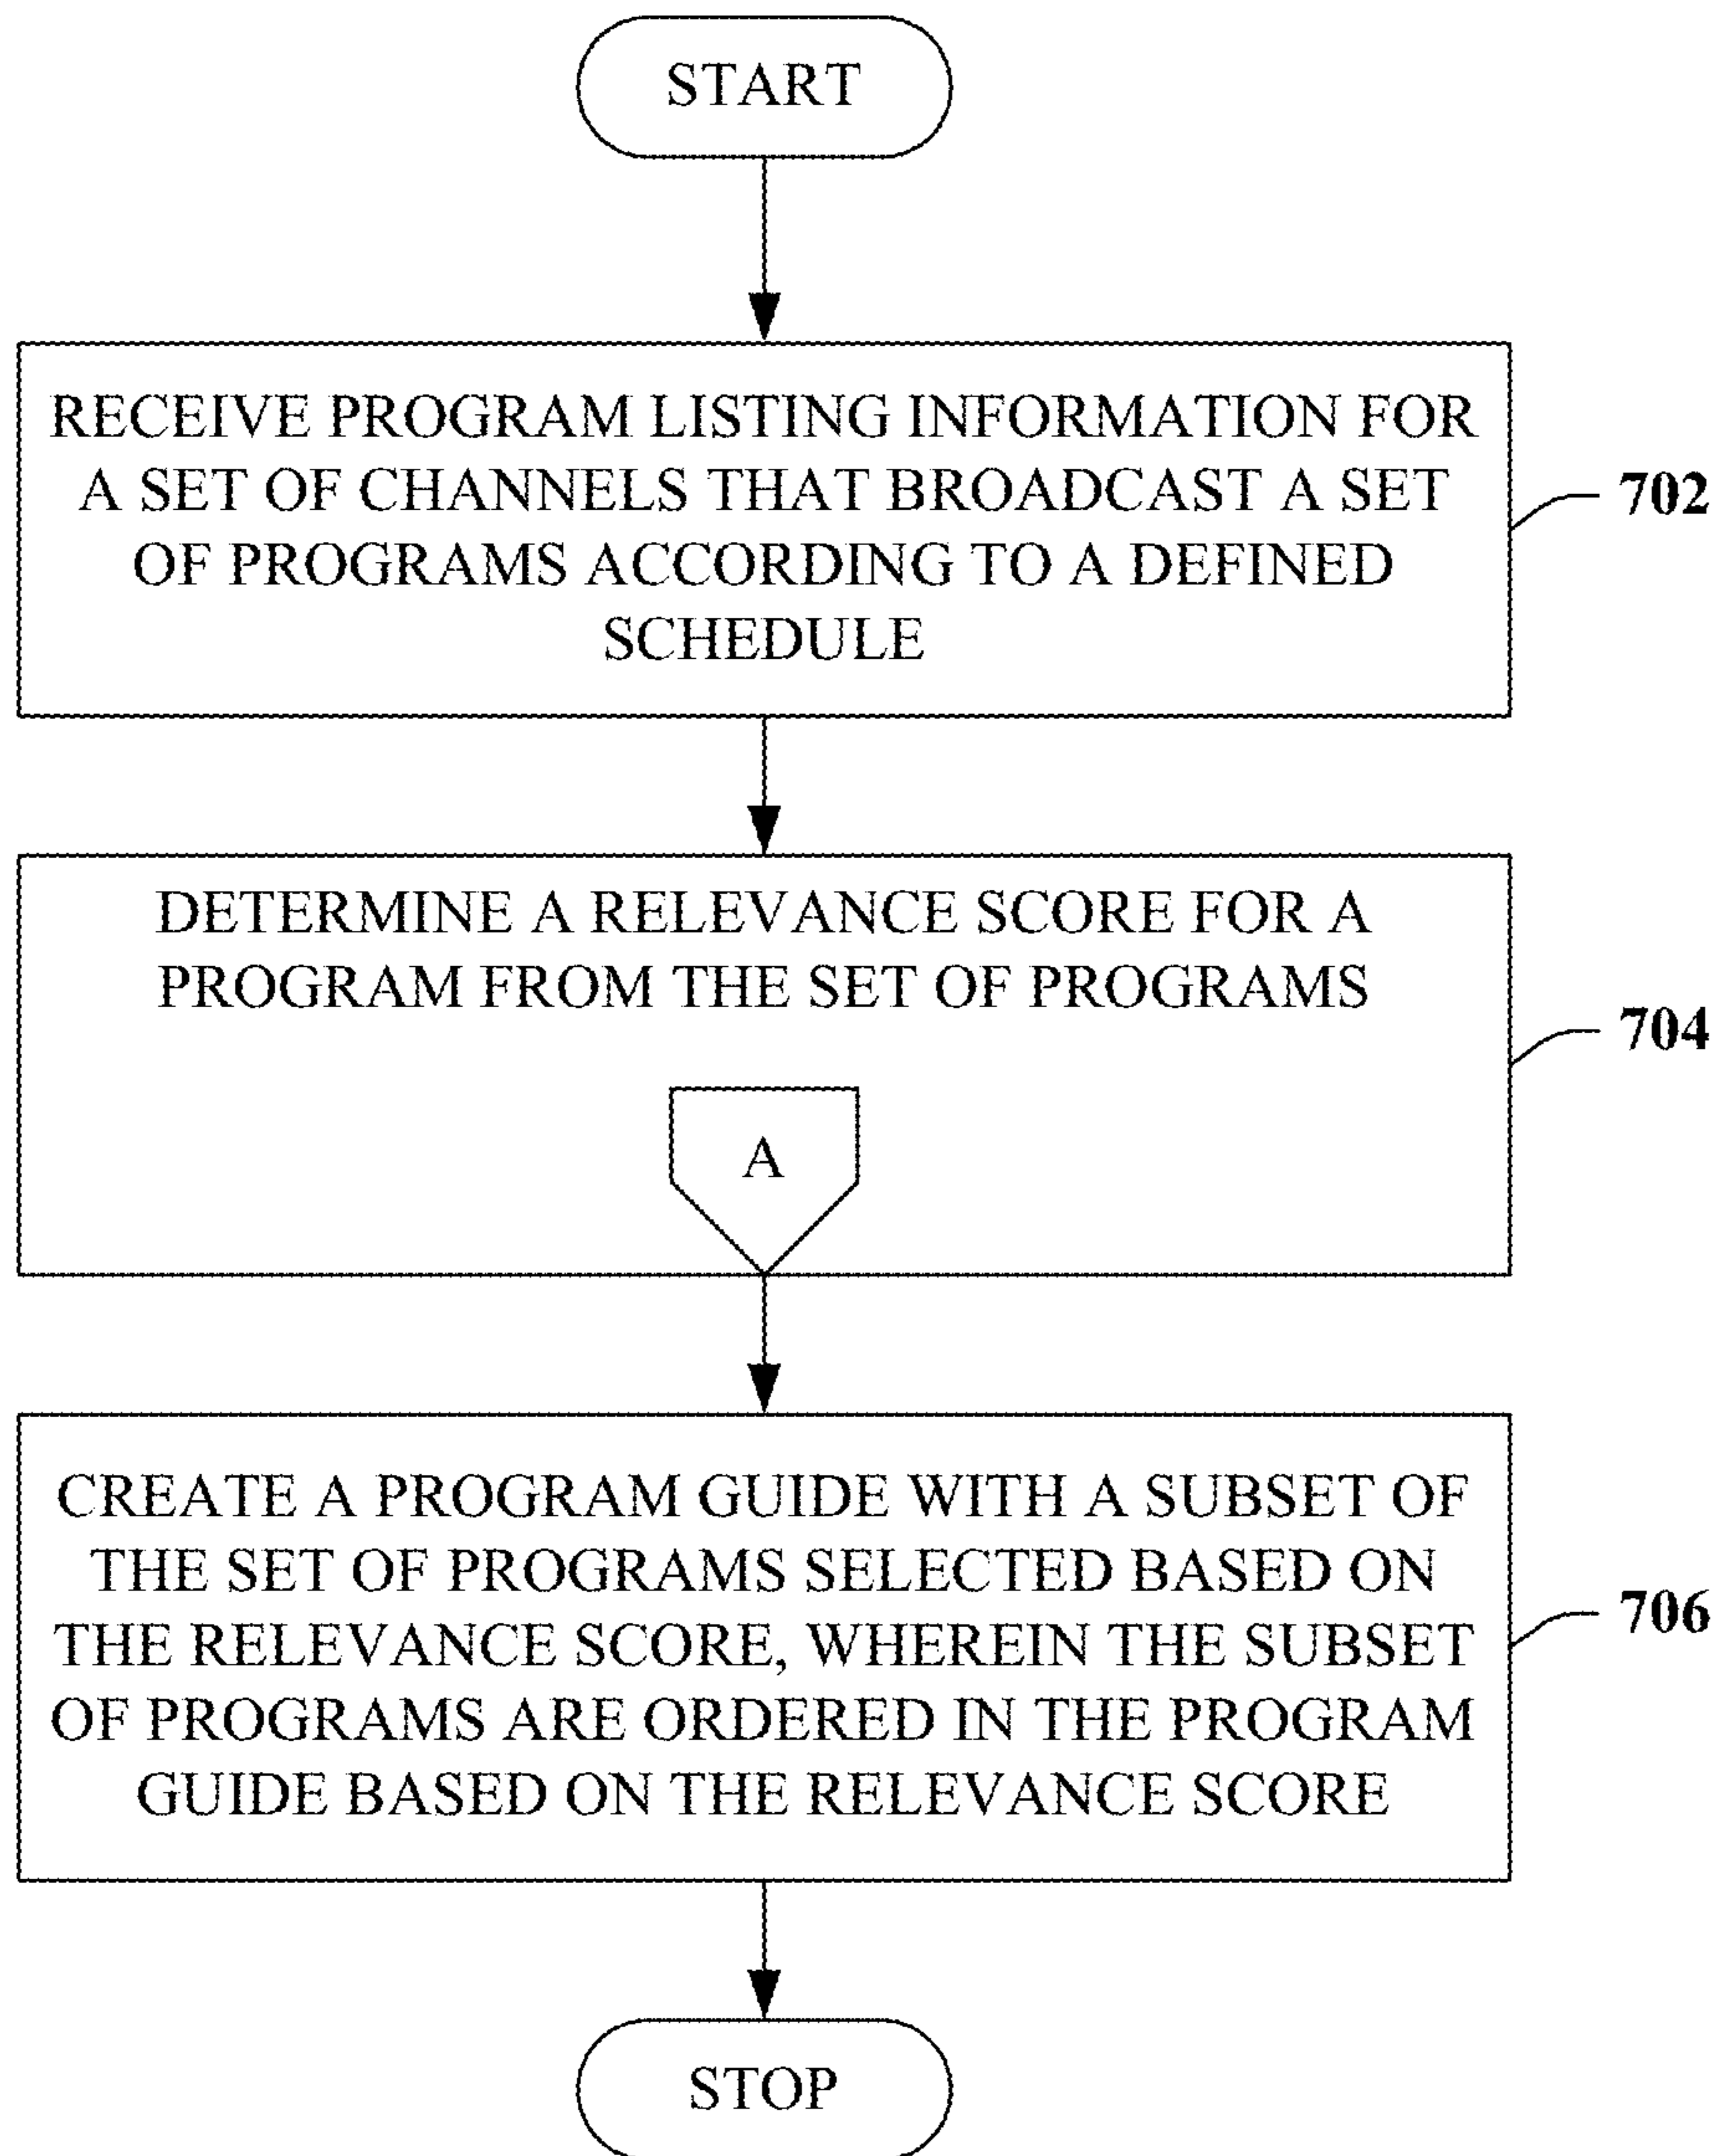 START
RECEIVE PROGRAM LISTING INFORMATION FOR
A SET OF CHANNELS THAT BROADCAST A SET
OF PROGRAMS ACCORDING TO A DEFINED
SCHEDULE
702
DETERMINE A RELEVANCE SCORE FOR A
PROGRAM FROM THE SET OF PROGRAMS
704
A
CREATE A PROGRAM GUIDE WITH A SUBSET OF
THE SET OF PROGRAMS SELECTED BASED ON
THE RELEVANCE SCORE, WHEREIN THE SUBSET
OF PROGRAMS ARE ORDERED IN THE PROGRAM
GUIDE BASED ON THE RELEVANCE SCORE
706
STOP